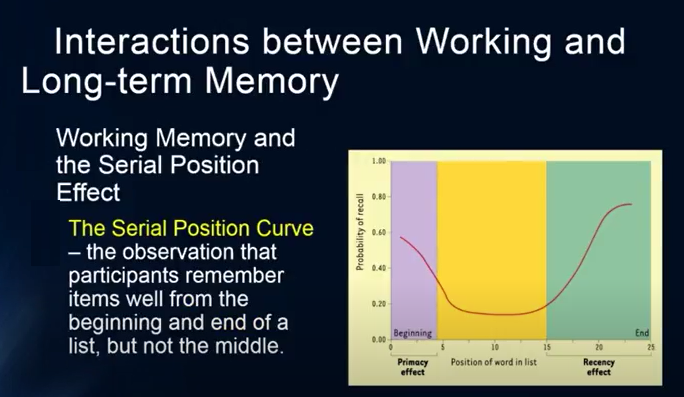 Interactions between Working and
Long-term Memory
Working Memory and
the Serial Position
Effect
The Serial Position Curve
– the observation that
participants remember
items well from the
beginning and end of a
list, but not the middle.
Probability of recall
1.00
0.80
0.60
0.40
0.20
0.00
Beginning
End
0 5 10 15 20 25
Primacy
effect
Position of word in list
Recency
effect